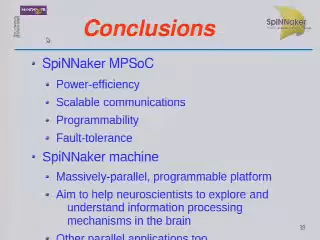 Conclusions
SpiNNaker
SpiNNaker MPSoC
Power-efficiency
Scalable communications
Programmability
Fault-tolerance
SpiNNaker machine
Massively-parallel, programmable platform
Aim to help neuroscientists to explore and
understand information processing
mechanisms in the brain
Other parallel applications too